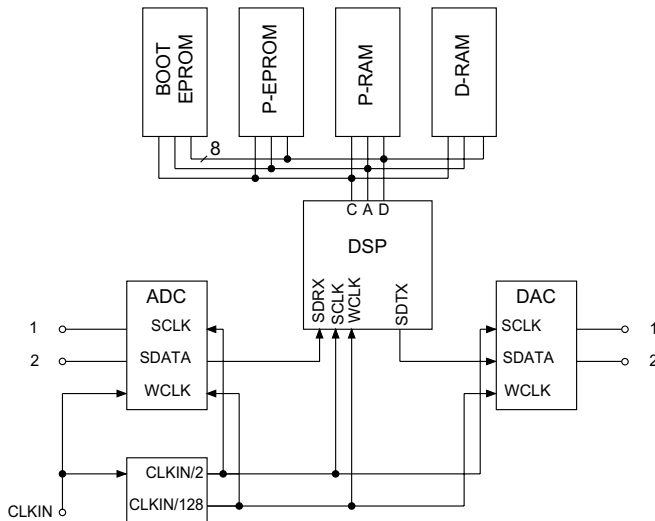 BOOT
EPROM
P-EPROM
P-RAM
D-RAM
8
C A D
DSP
SDRX
SCLK
WCLK
SDTX
ADC
SCLK
SDATA
WCLK
1
2
DAC
SCLK
SDATA
WCLK
1
2
CLKIN/2
CLKIN/128
CLKIN